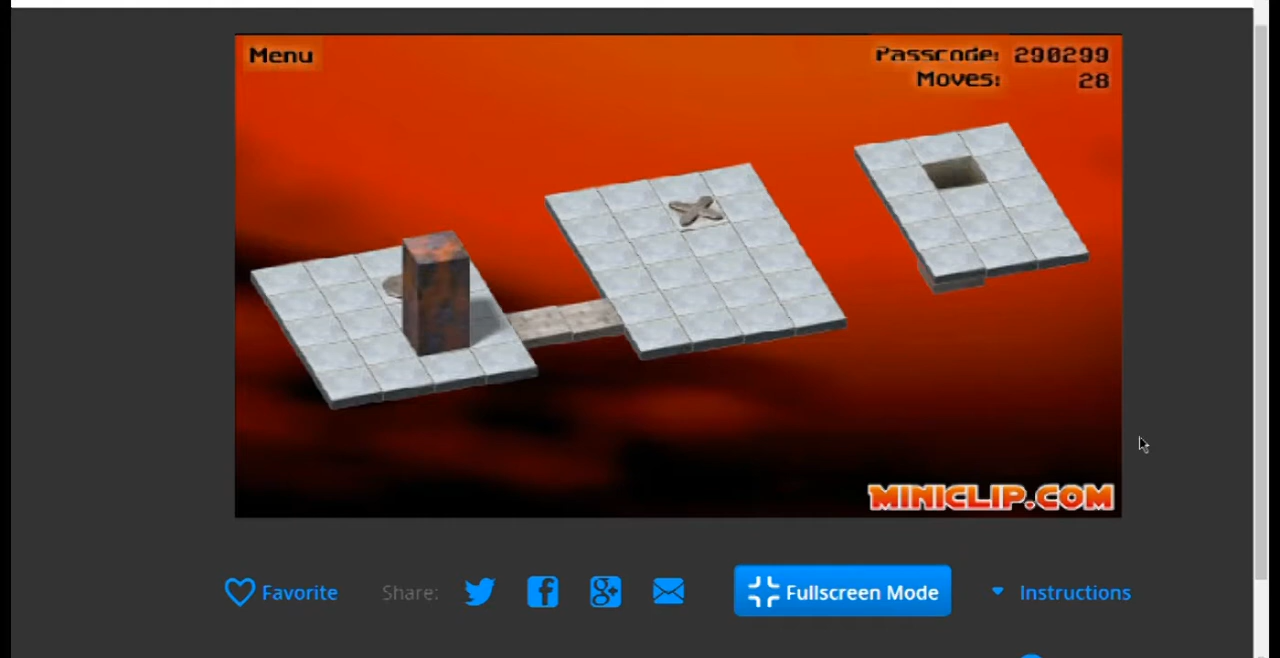 Menu
Passcode: 290299
Moves: 28
MINICLIP.COM
Favorite
Share:
Fullscreen Mode
Instructions